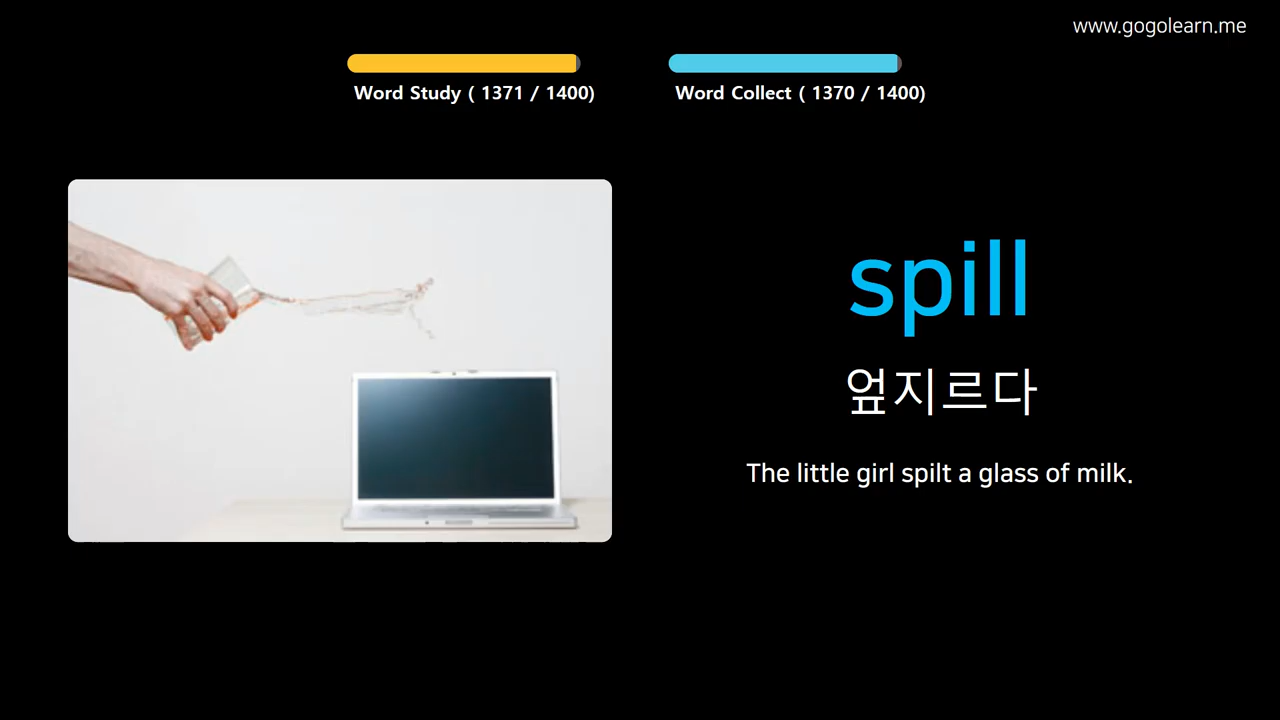 www.gogolearn.me
Word Study ( 1371 / 1400)
Word Collect ( 1370 / 1400)
spill
엎지르다
The little girl spilt a glass of milk.